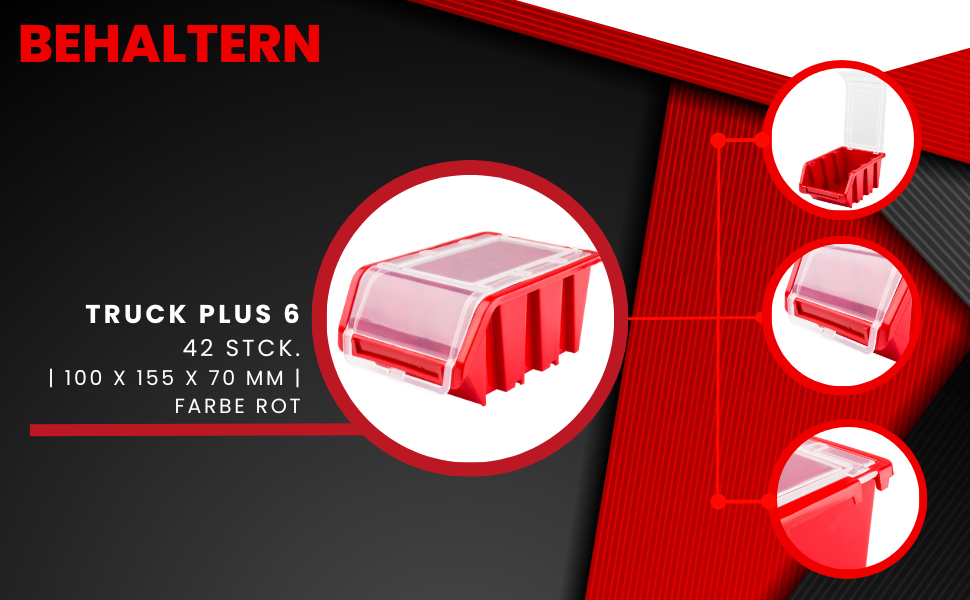 BEHALTERN
TRUCK PLUS 6
42 STCK.
| 100 X 155 X 70 MM |
FARBE ROT